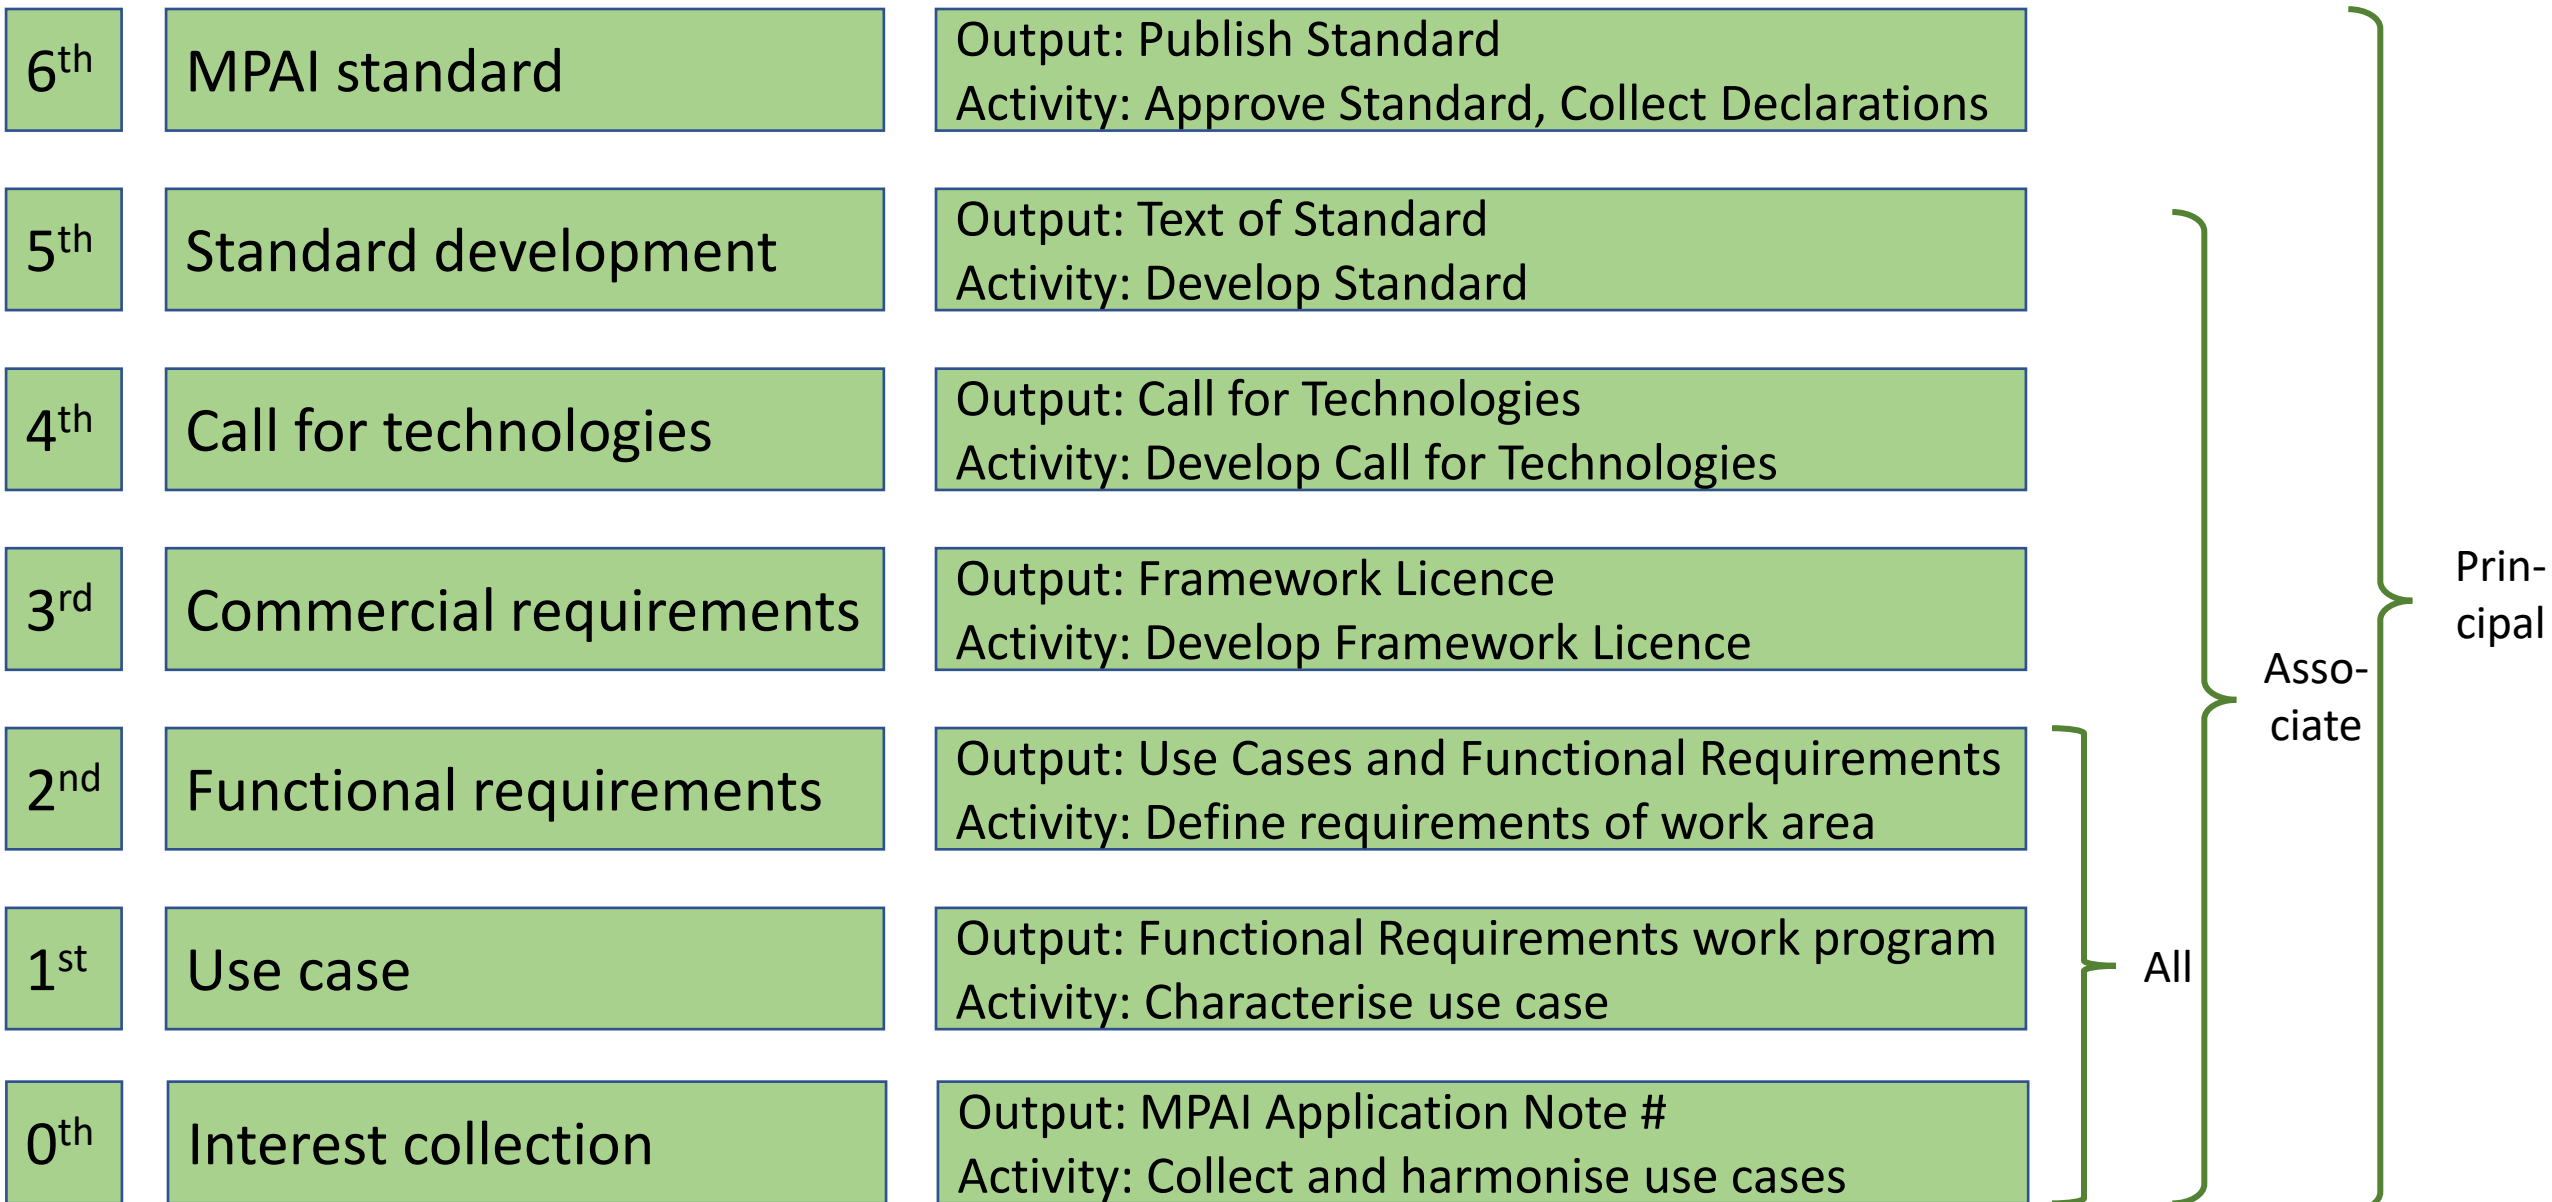 6th
MPAI standard
Output: Publish Standard
Activity: Approve Standard, Collect Declarations
5th
Standard development
Output: Text of Standard
Activity: Develop Standard
4th
Call for technologies
Output: Call for Technologies
Activity: Develop Call for Technologies
3rd
Commercial requirements
Output: Framework Licence
Activity: Develop Framework Licence
2nd
Functional requirements
Output: Use Cases and Functional Requirements
Activity: Define requirements of work area
1st
Use case
Output: Functional Requirements work program
Activity: Characterise use case
0th
Interest collection
Output: MPAI Application Note #
Activity: Collect and harmonise use cases
All
Asso-
ciate
Prin-
cipal